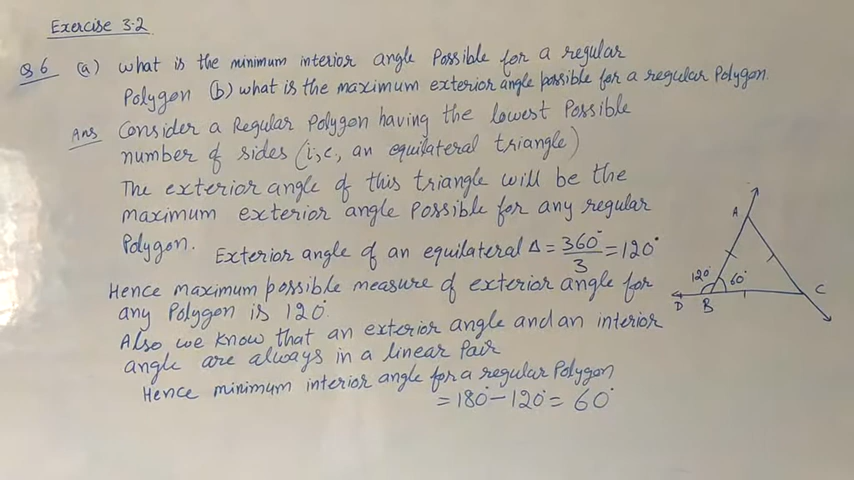 Exercise 3.2
Q6 (a) what is the minimum interior angle Possible for a regular
Polygon (b) what is the maximum exterior angle possible for a regular Polygon.
Ans Consider a Regular Polygon having the lowest Possible
number of sides (i,e, an equilateral triangle)
The exterior angle of this triangle will be the
maximum exterior angle Possible for any regular
Polygon. Exterior angle of an equilateral Δ = 360°/3 = 120°
Hence maximum possible measure of exterior angle for
any Polygon is 120°.
Also we know that an exterior angle and an interior
angle are always in a linear Pair
Hence minimum interior angle for a regular Polygon
= 180° - 120° = 60°
A
120° 60°
D B C